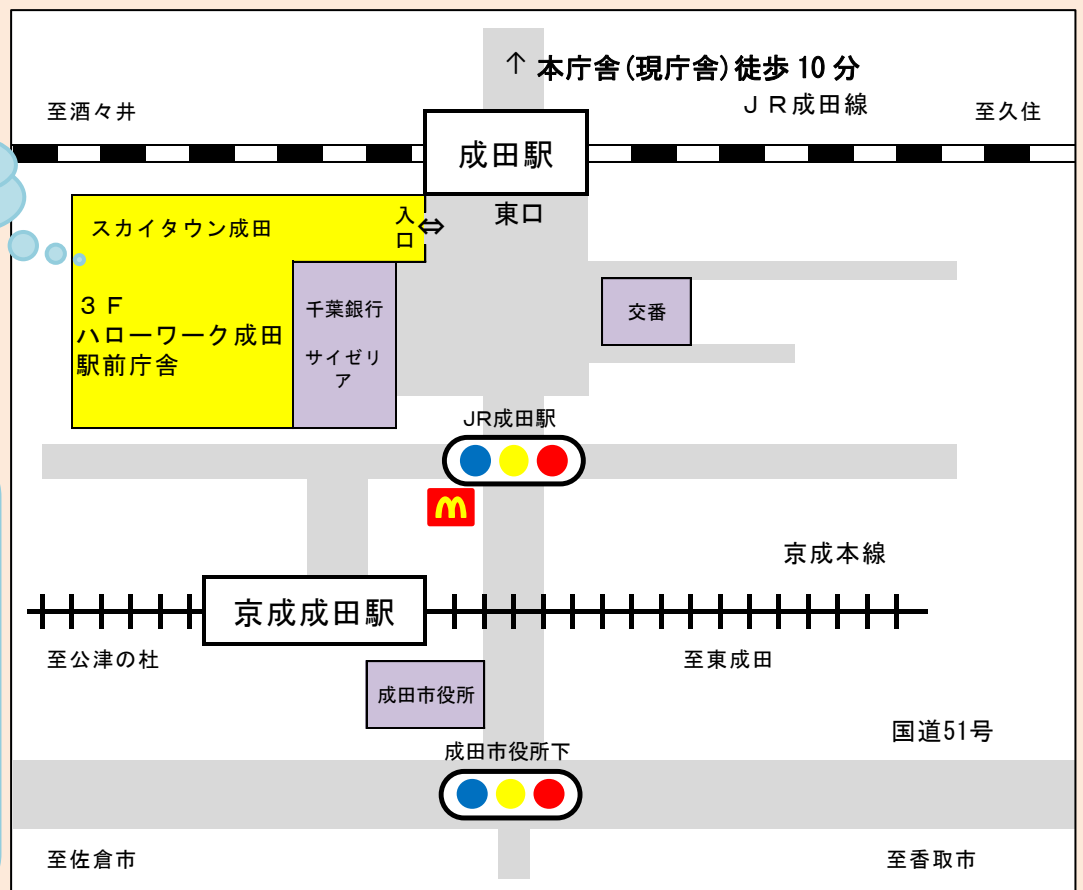 ↑ 本庁舎(現庁舎)徒歩 10 分
ＪＲ成田線
至酒々井
至久住
成田駅
東口
スカイタウン成田
入口
⇔
３Ｆ
ハローワーク成田
駅前庁舎
千葉銀行
サイゼリ
ア
交番
JR成田駅
京成本線
京成成田駅
至公津の杜
至東成田
成田市役所
国道51号
成田市役所下
至佐倉市
至香取市